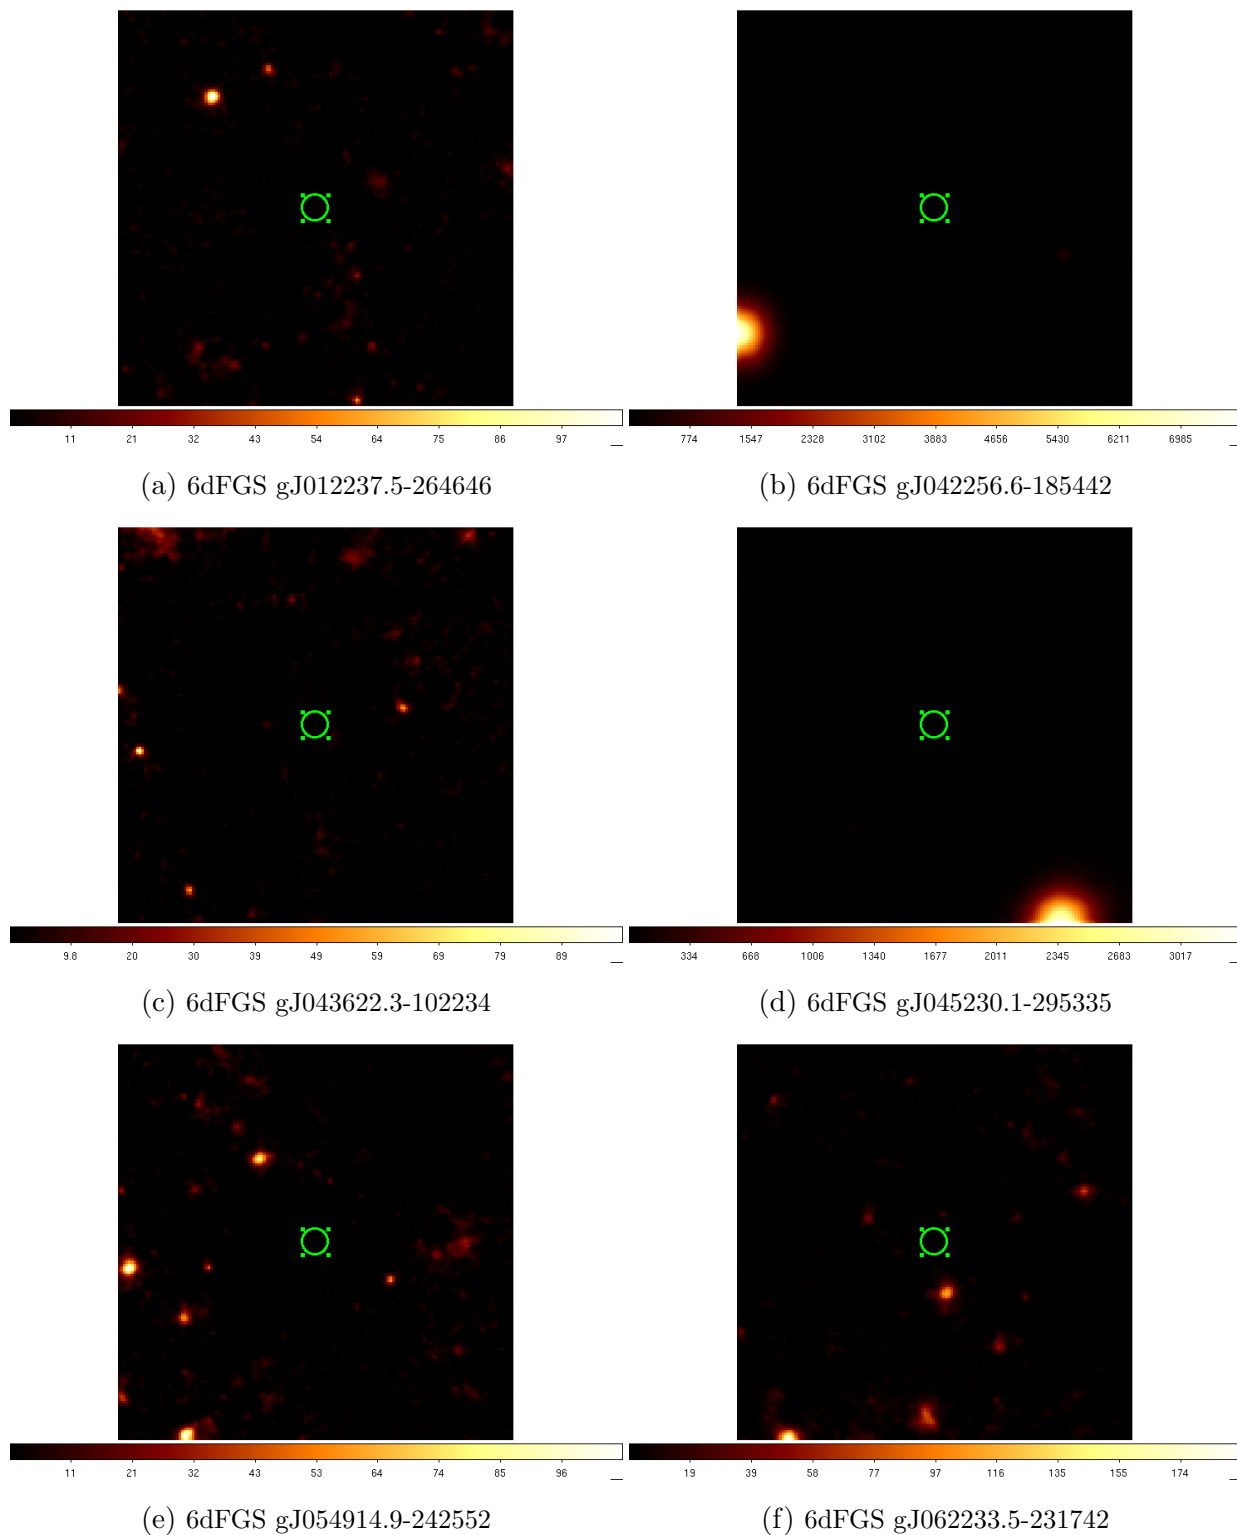 11 21 32 43 54 64 75 86 97
774 1547 2328 3102 3883 4656 5430 6211 6985
(a) 6dFGS gJ012237.5-264646
(b) 6dFGS gJ042256.6-185442
9.8 20 30 39 49 59 69 79 89
334 668 1006 1340 1677 2011 2345 2683 3017
(c) 6dFGS gJ043622.3-102234
(d) 6dFGS gJ045230.1-295335
11 21 32 43 53 64 74 85 96
19 39 58 77 97 116 135 155 174
(e) 6dFGS gJ054914.9-242552
(f) 6dFGS gJ062233.5-231742